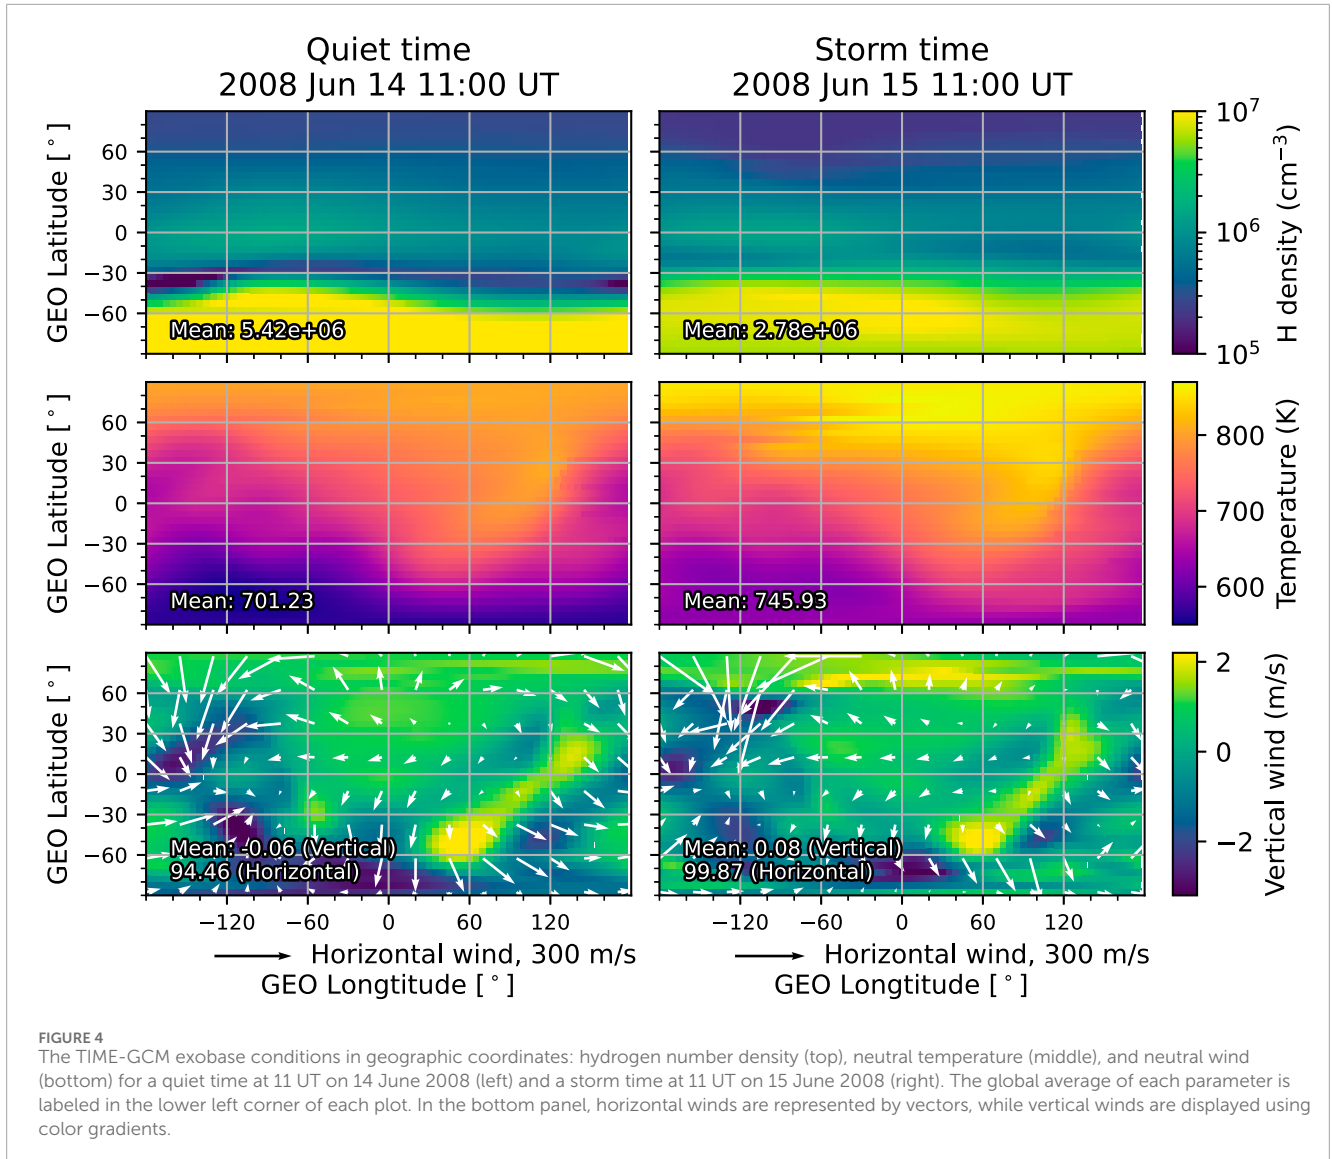 Quiet time
2008 Jun 14 11:00 UT
Storm time
2008 Jun 15 11:00 UT
GEO Latitude [°]
60
30
0
−30
−60
Mean: 5.42e+06
Mean: 2.78e+06
10^7
10^6
10^5
H density (cm^−3)
GEO Latitude [°]
60
30
0
−30
−60
Mean: 701.23
Mean: 745.93
800
700
600
Temperature (K)
GEO Latitude [°]
60
30
0
−30
−60
Mean: -0.06 (Vertical)
94.46 (Horizontal)
Mean: 0.08 (Vertical)
99.87 (Horizontal)
2
0
−2
Vertical wind (m/s)
−120 −60 0 60 120
−120 −60 0 60 120
Horizontal wind, 300 m/s
Horizontal wind, 300 m/s
GEO Longtitude [°]
GEO Longtitude [°]
FIGURE 4
The TIME-GCM exobase conditions in geographic coordinates: hydrogen number density (top), neutral temperature (middle), and neutral wind
(bottom) for a quiet time at 11 UT on 14 June 2008 (left) and a storm time at 11 UT on 15 June 2008 (right). The global average of each parameter is
labeled in the lower left corner of each plot. In the bottom panel, horizontal winds are represented by vectors, while vertical winds are displayed using
color gradients.